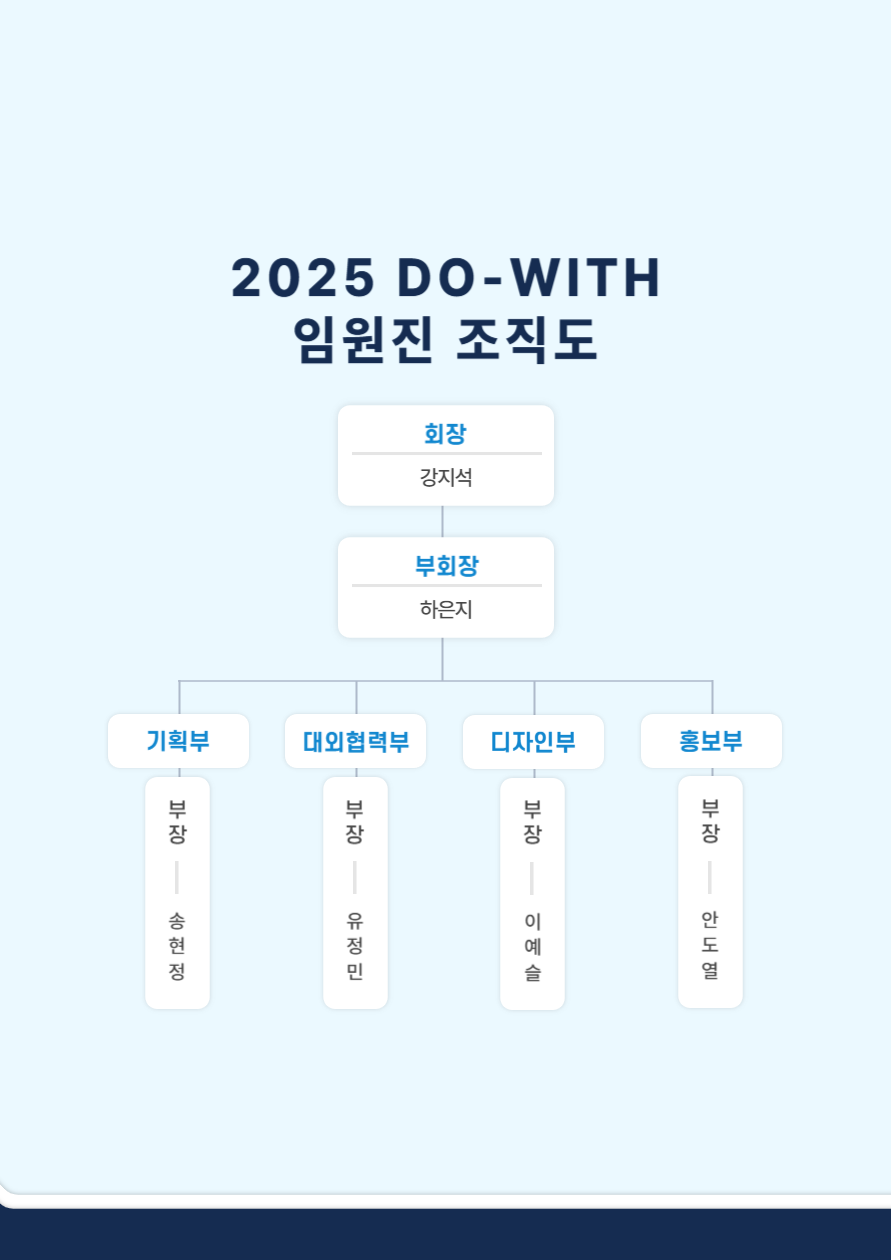 2025 DO-WITH
임원진 조직도
회장
강지석
부회장
하은지
기획부
부장
송현정
대외협력부
부장
유정민
디자인부
부장
이예슬
홍보부
부장
안도열